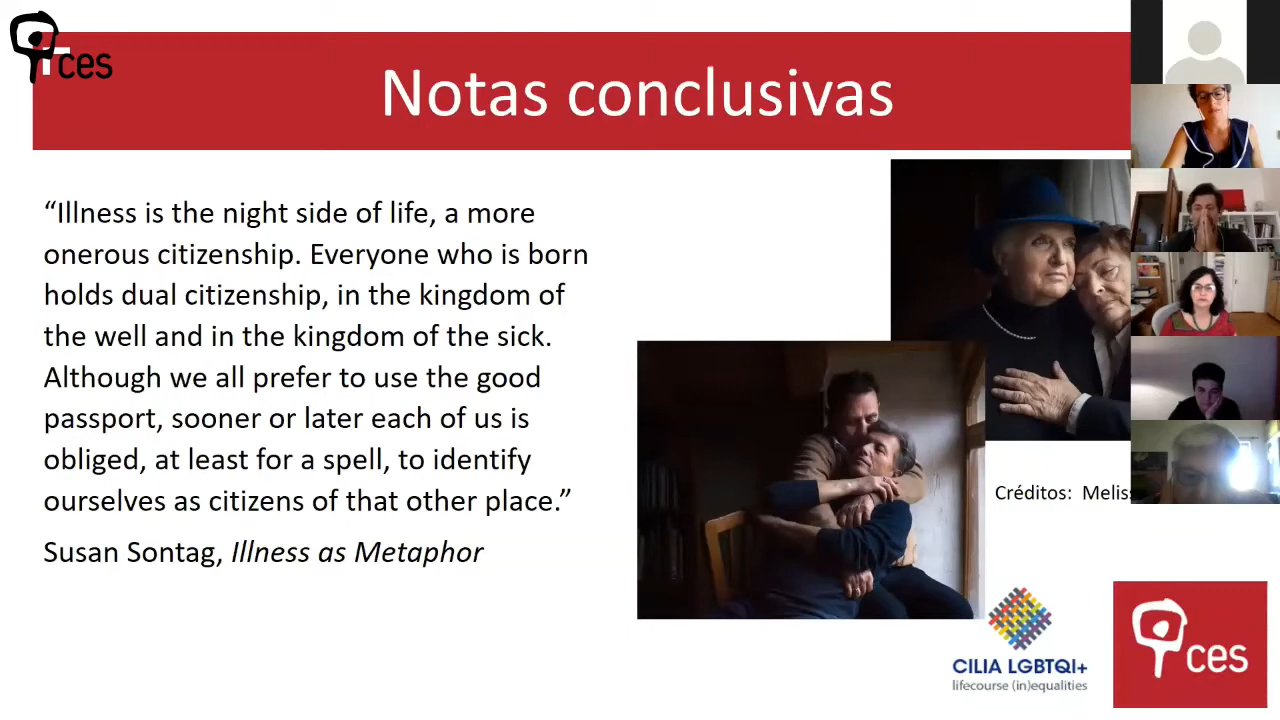 ces
Notas conclusivas
“Illness is the night side of life, a more
onerous citizenship. Everyone who is born
holds dual citizenship, in the kingdom of
the well and in the kingdom of the sick.
Although we all prefer to use the good
passport, sooner or later each of us is
obliged, at least for a spell, to identify
ourselves as citizens of that other place.”
Susan Sontag, Illness as Metaphor
Créditos:
CILIA LGBTQI+
lifecourse (in)equalities
ces